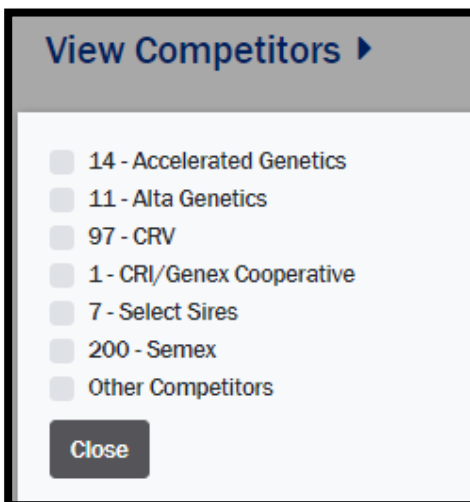 View Competitors
14 - Accelerated Genetics
11 - Alta Genetics
97 - CRV
1 - CRI/Genex Cooperative
7 - Select Sires
200 - Semex
Other Competitors
Close